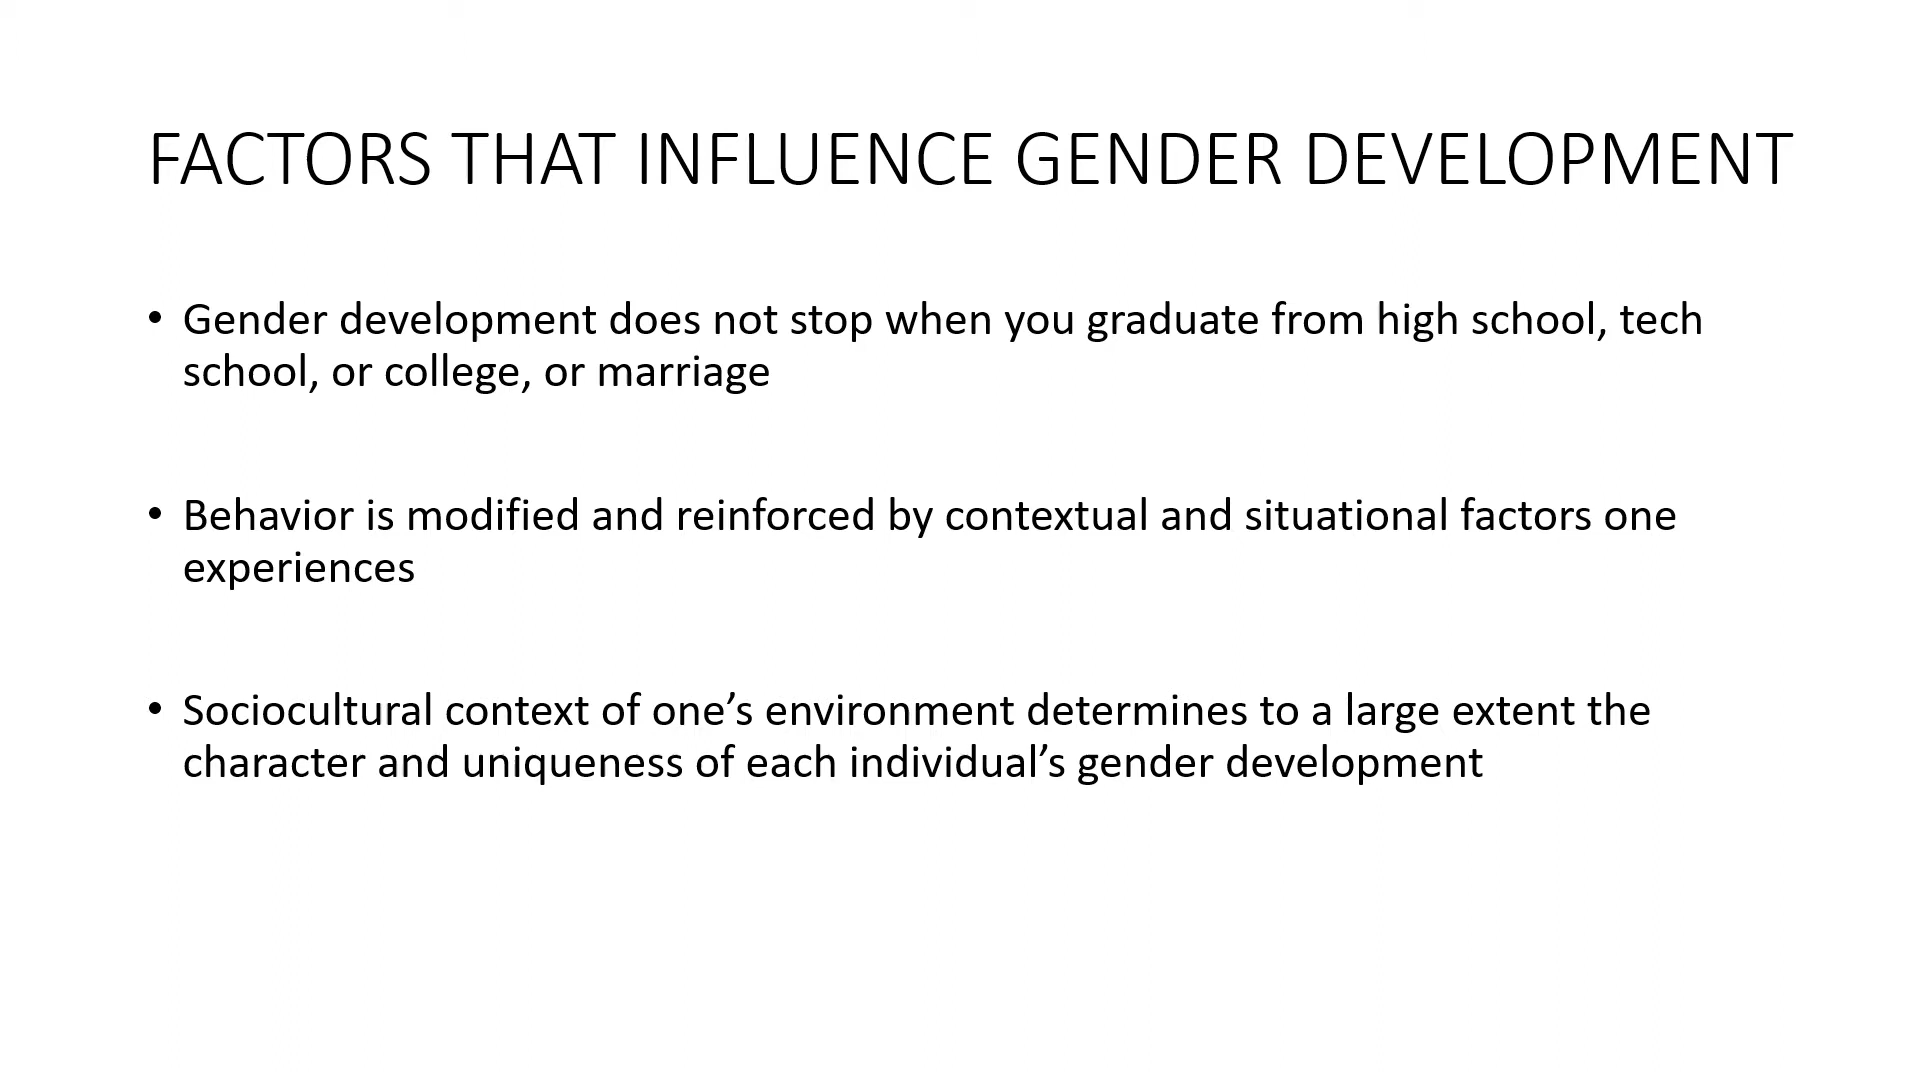 FACTORS THAT INFLUENCE GENDER DEVELOPMENT
• Gender development does not stop when you graduate from high school, tech
school, or college, or marriage
• Behavior is modified and reinforced by contextual and situational factors one
experiences
• Sociocultural context of one’s environment determines to a large extent the
character and uniqueness of each individual’s gender development